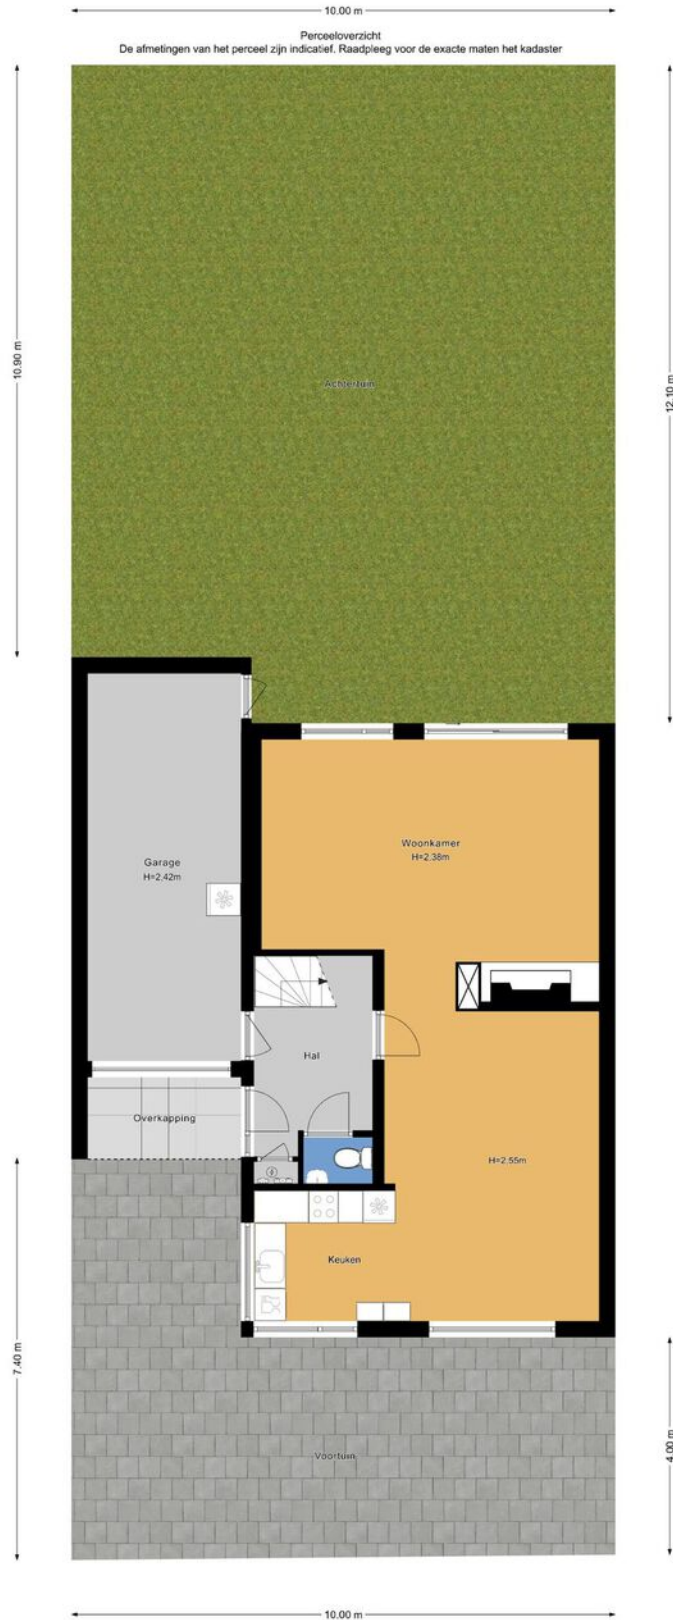 10.00 m
Perceeloverzicht
De afmetingen van het perceel zijn indicatief. Raadpleeg voor de exacte maten het kadaster
10.90 m
12.10 m
Achtertuin
Woonkamer
H=2.38m
Garage
H=2.42m
Hal
Overkapping
H=2.55m
Keuken
7.40 m
4.00 m
Voortuin
10.00 m